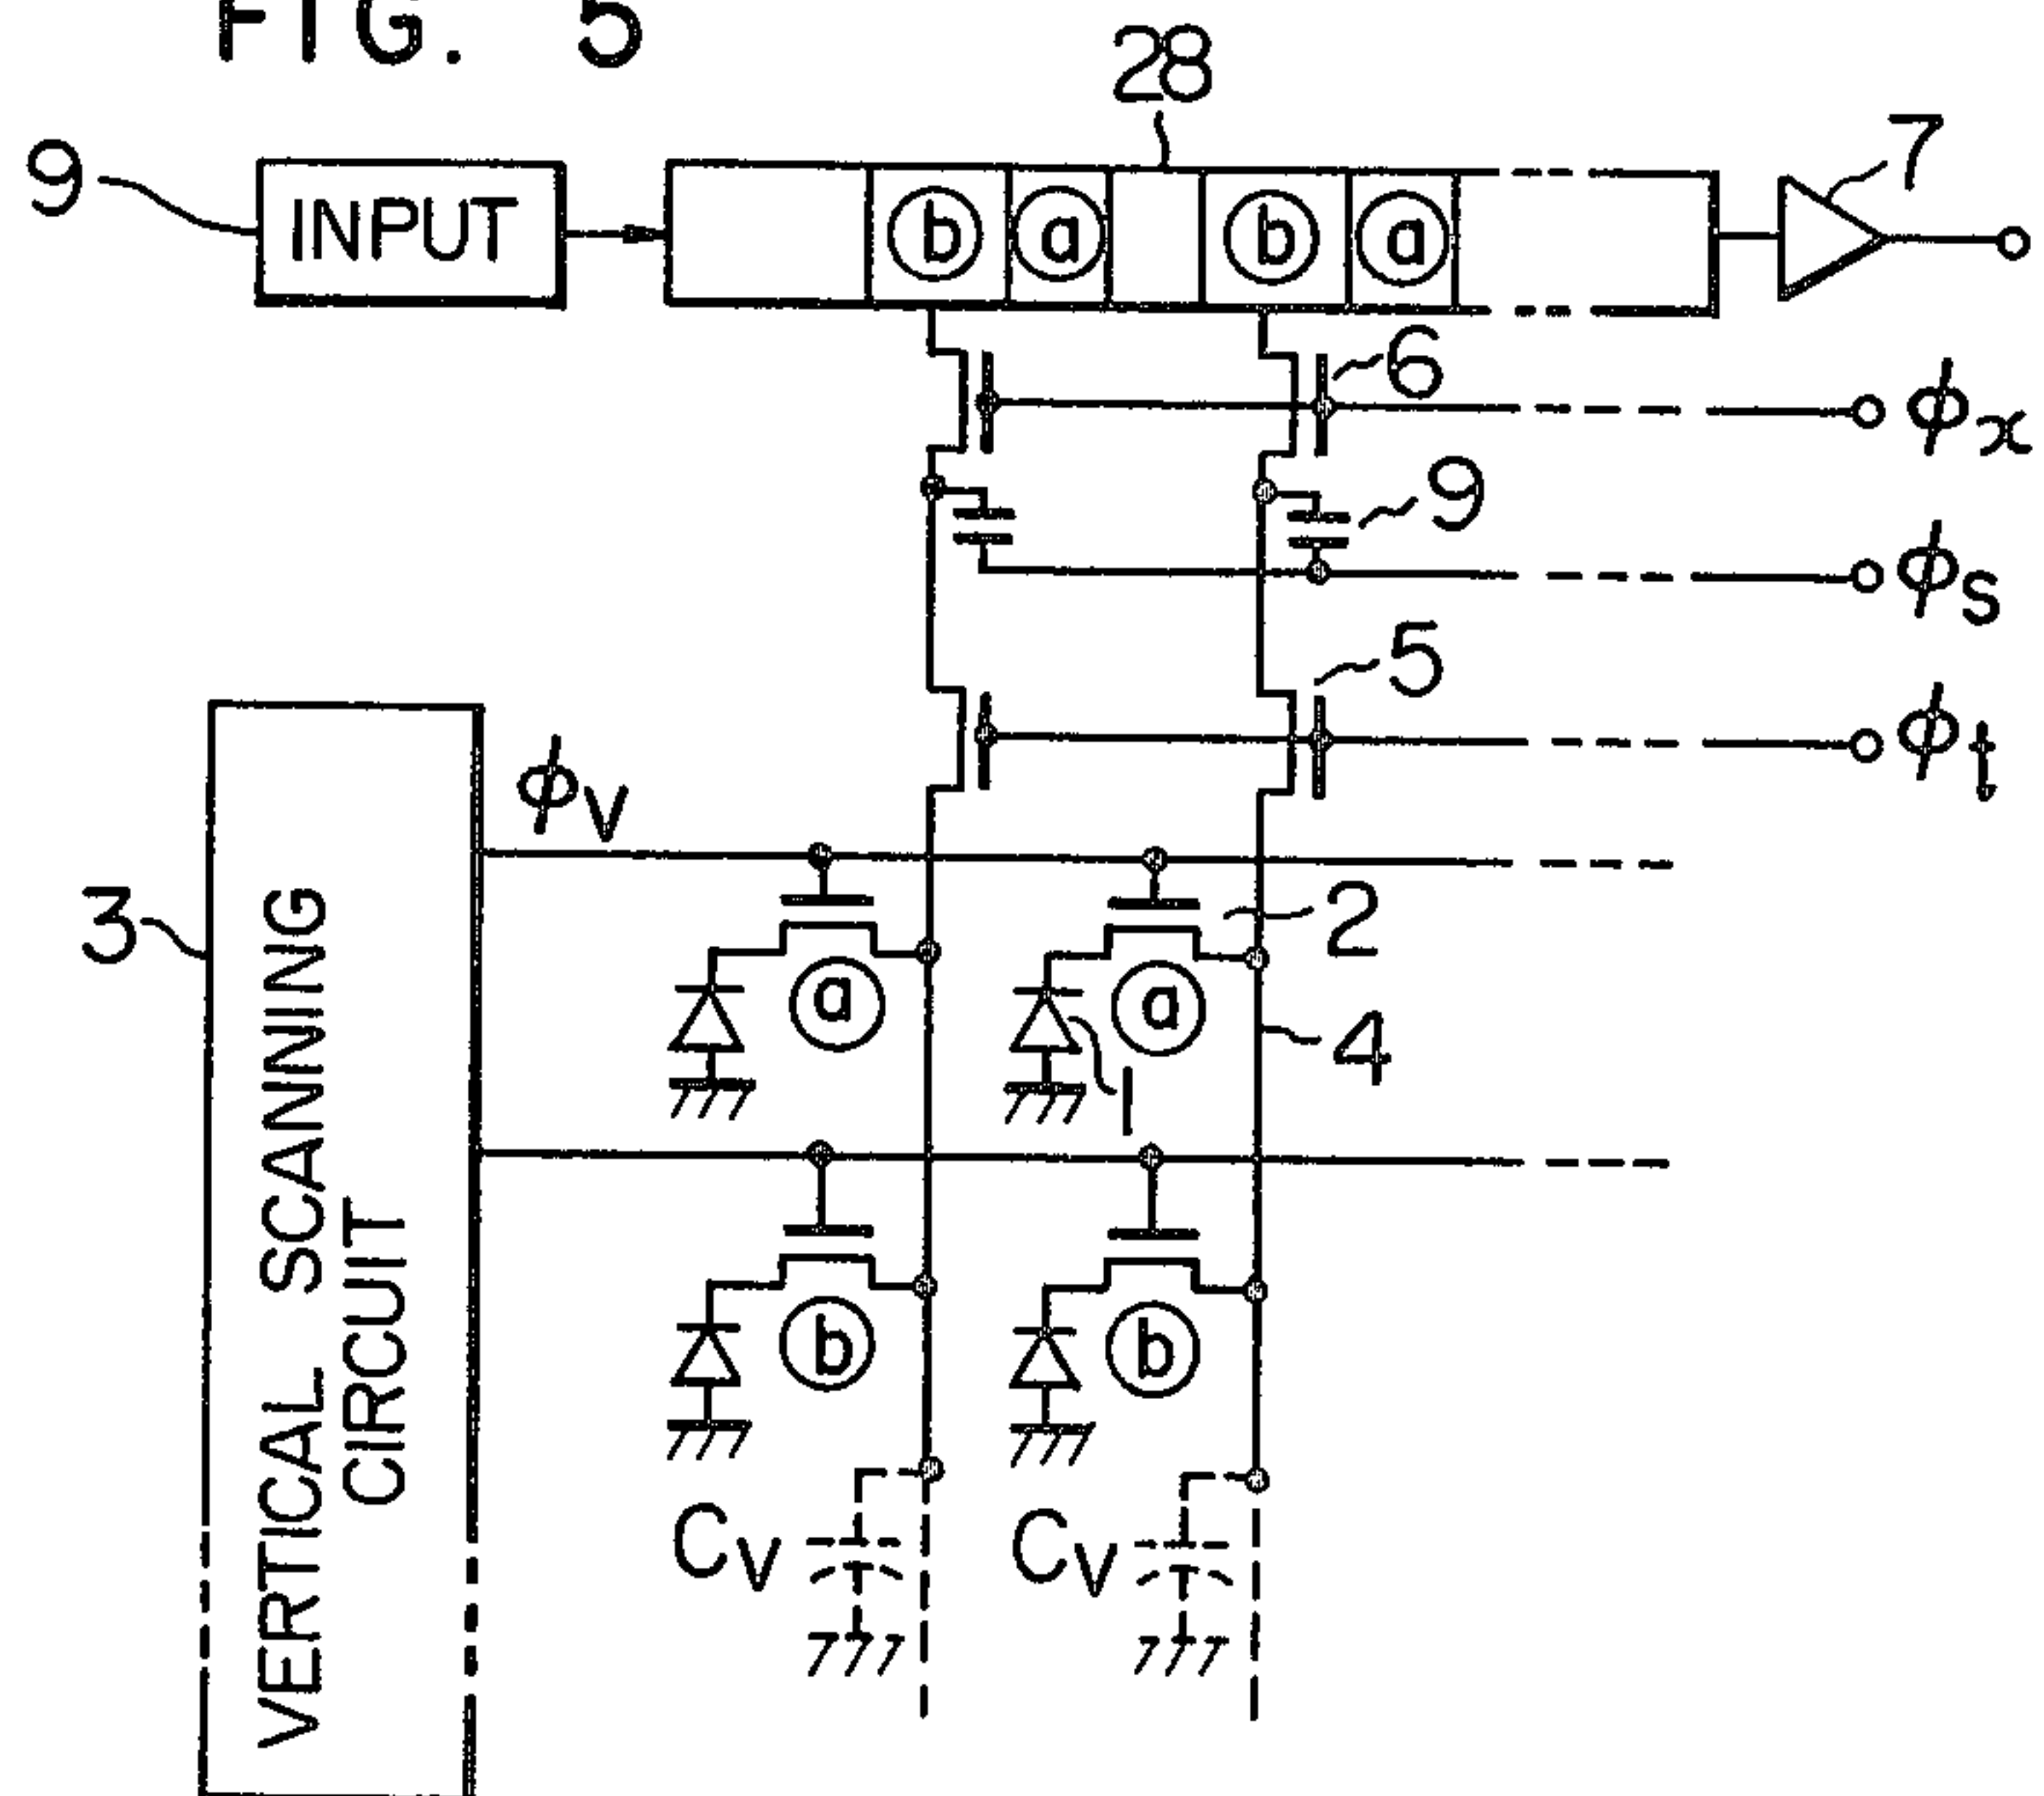 FIG. 5
28
9
INPUT
ⓑ ⓐ ⓑ ⓐ
7
6
ϕx
9
ϕs
5
ϕt
ϕv
3
VERTICAL SCANNING
CIRCUIT
2
ⓐ ⓐ
4
1
ⓑ ⓑ
Cv Cv